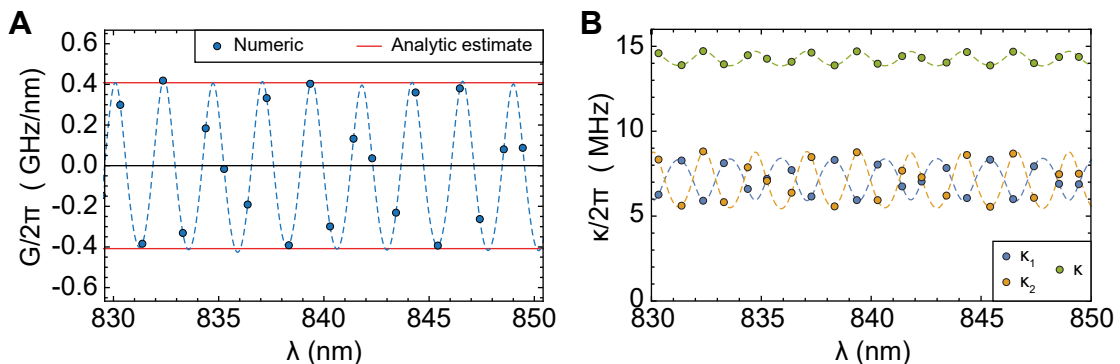 A
G/2π ( GHz/nm)
0.6
0.4
0.2
0.0
-0.2
-0.4
-0.6
Numeric
Analytic estimate
830 835 840 845 850
λ (nm)
B
κ/2π ( MHz)
15
10
5
0
κ₁
κ₂
κ
830 835 840 845 850
λ (nm)